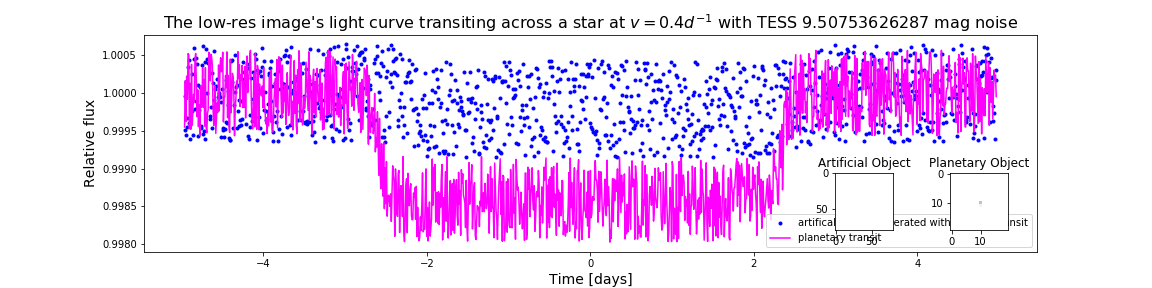 The low-res image's light curve transiting across a star at v = 0.4d⁻¹ with TESS 9.50753626287 mag noise
Relative flux
1.0005
1.0000
0.9995
0.9990
0.9985
0.9980
Artificial Object
Planetary Object
0
50
50
0
10
0
10
artifical
planetary transit
−4
−2
0
2
4
Time [days]